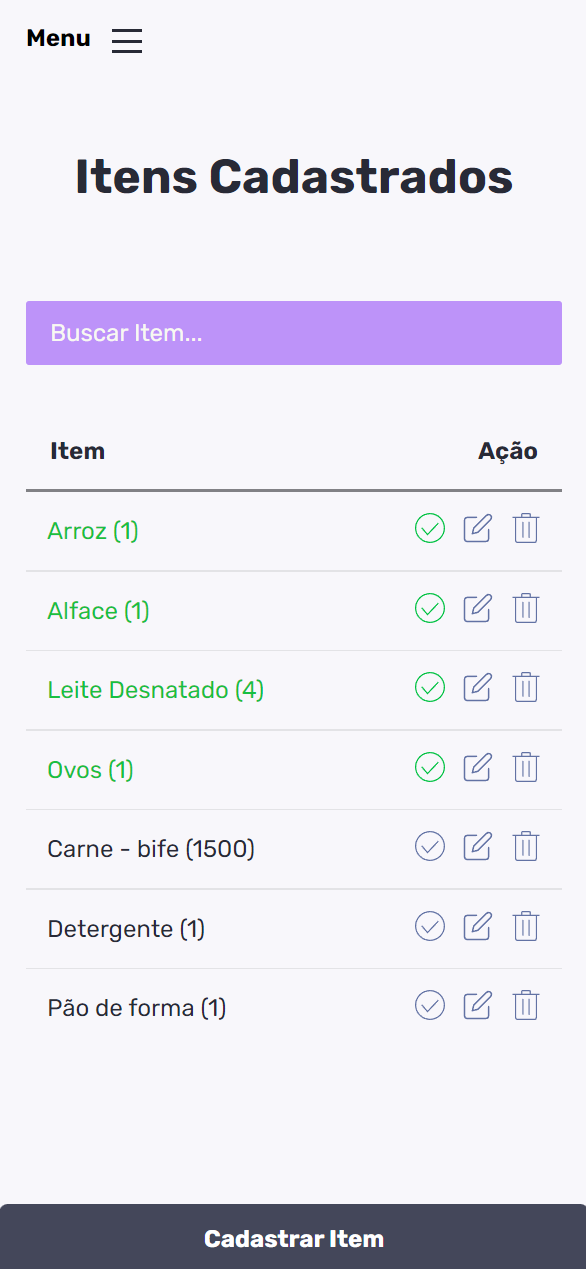 Menu
Itens Cadastrados
Buscar Item...
Item Ação
Arroz (1)
Alface (1)
Leite Desnatado (4)
Ovos (1)
Carne - bife (1500)
Detergente (1)
Pão de forma (1)
Cadastrar Item